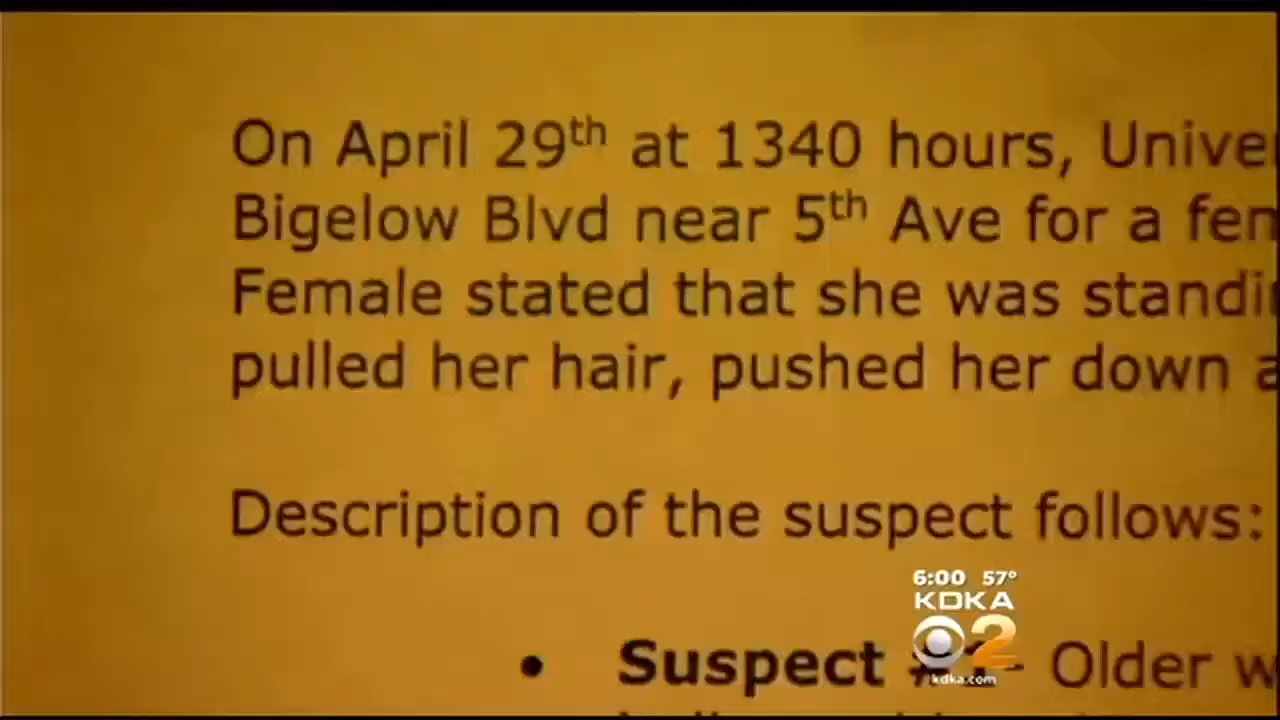 On April 29th at 1340 hours, Unive
Bigelow Blvd near 5th Ave for a fem
Female stated that she was standi
pulled her hair, pushed her down a
Description of the suspect follows:
• Suspect Older w
6:00 57°
KDKA
2
kdka.com